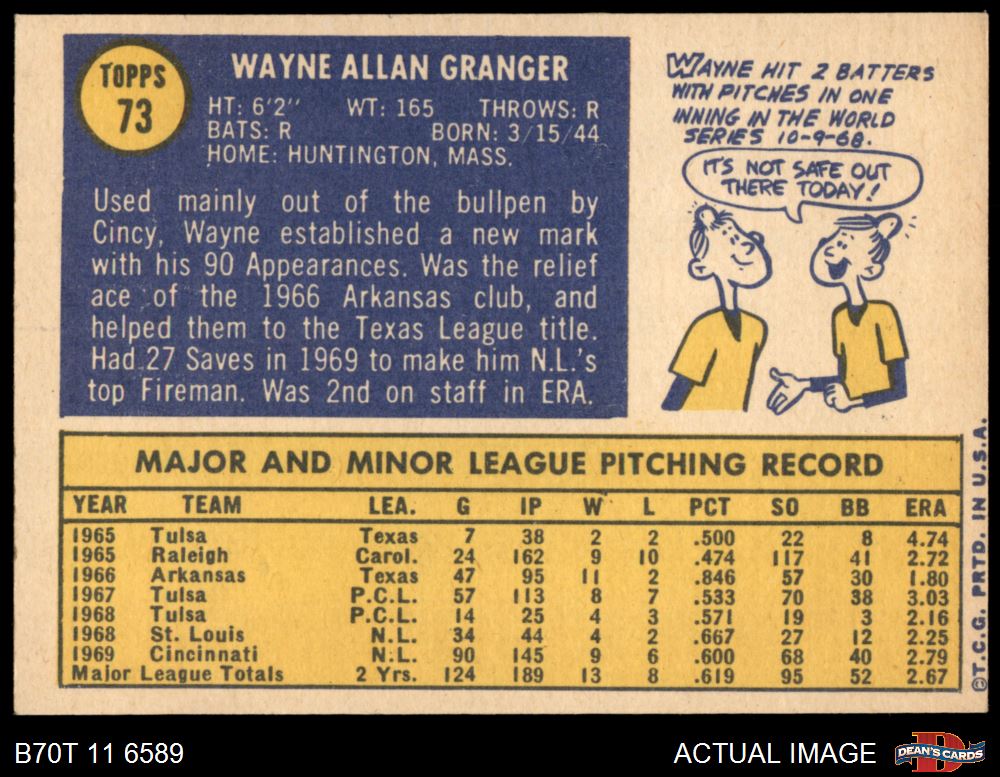 TOPPS
73
WAYNE ALLAN GRANGER
HT: 6'2" WT: 165 THROWS: R
BATS: R BORN: 3/15/44
HOME: HUNTINGTON, MASS.
Used mainly out of the bullpen by
Cincy, Wayne established a new mark
with his 90 Appearances. Was the relief
ace of the 1966 Arkansas club, and
helped them to the Texas League title.
Had 27 Saves in 1969 to make him N.L.'s
top Fireman. Was 2nd on staff in ERA.
WAYNE HIT 2 BATTERS
WITH PITCHES IN ONE
INNING IN THE WORLD
SERIES 10-9-68.
IT'S NOT SAFE OUT
THERE TODAY!
MAJOR AND MINOR LEAGUE PITCHING RECORD
YEAR TEAM LEA. G IP W L PCT SO BB ERA
1965 Tulsa Texas 7 38 2 2 .500 22 8 4.74
1965 Raleigh Carol. 24 162 9 10 .474 117 41 2.72
1966 Arkansas Texas 47 95 11 2 .846 57 30 1.80
1967 Tulsa P.C.L. 57 113 8 7 .533 70 38 3.03
1968 Tulsa P.C.L. 14 25 4 3 .571 19 3 2.16
1968 St. Louis N.L. 34 44 4 2 .667 27 12 2.25
1969 Cincinnati N.L. 90 145 9 6 .600 68 40 2.79
Major League Totals 2 Yrs. 124 189 13 8 .619 95 52 2.67
©T.C.G. PRTD. IN U.S.A.
B70T 11 6589
ACTUAL IMAGE
D
DEAN'S CARDS